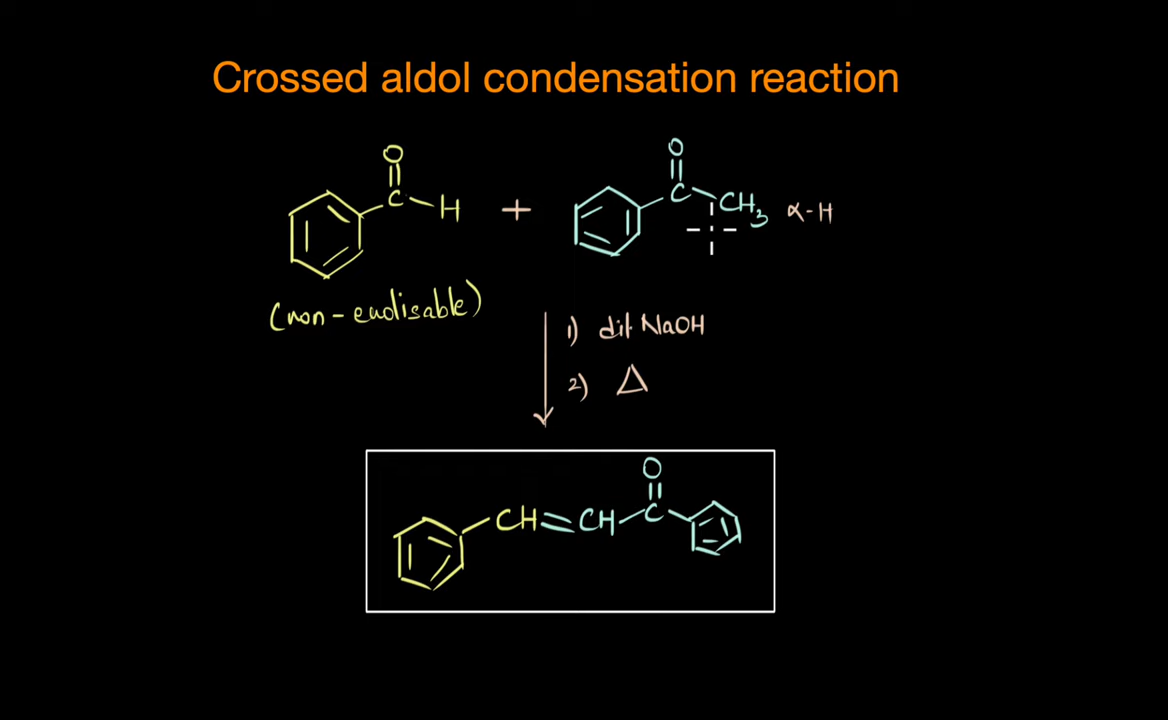 Crossed aldol condensation reaction
O
C H + C CH3 α-H
O
(non-enolisable)
1) dil NaOH
2) Δ
O
CH=CH C